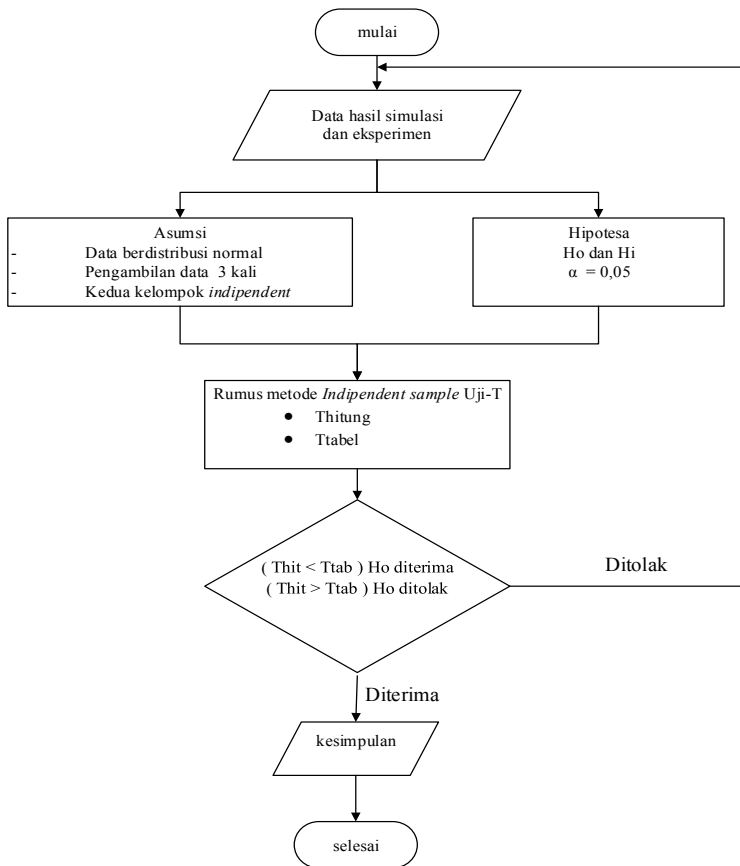 mulai
Data hasil simulasi
dan eksperimen
Asumsi
- Data berdistribusi normal
- Pengambilan data 3 kali
- Kedua kelompok indipendent
Hipotesa
Ho dan Hi
α = 0,05
Rumus metode Indipendent sample Uji-T
• Thitung
• Ttabel
( Thit < Ttab ) Ho diterima
( Thit > Ttab ) Ho ditolak
Ditolak
Diterima
kesimpulan
selesai